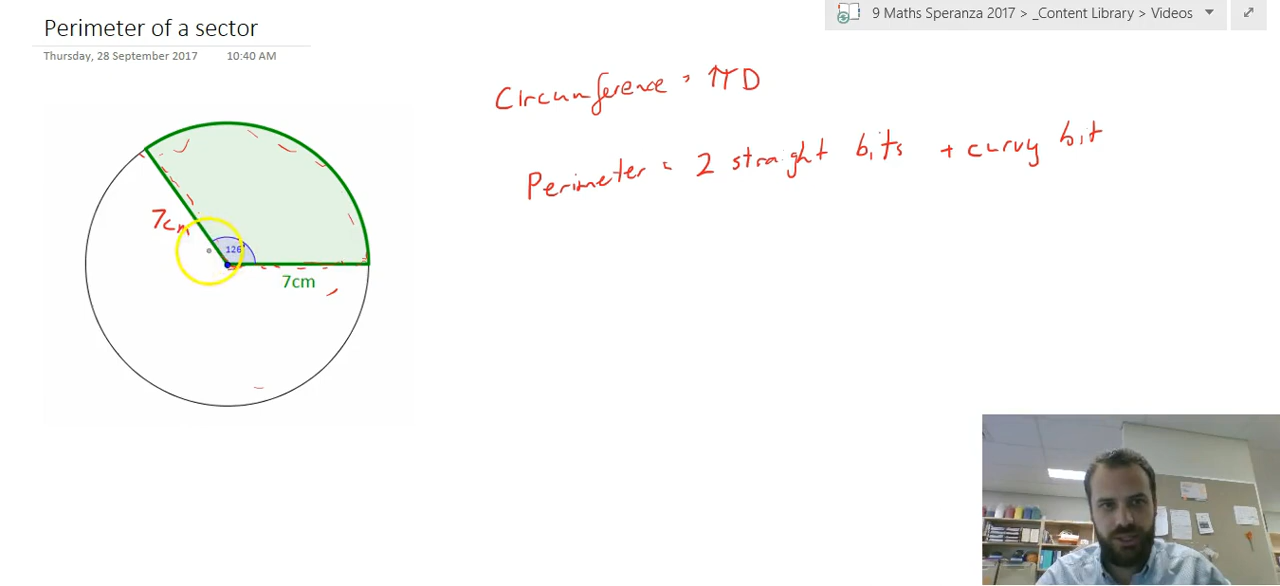 9 Maths Speranza 2017 > _Content Library > Videos
Perimeter of a sector
Thursday, 28 September 2017 10:40 AM
Circumference = πD
Perimeter = 2 straight bits + curvy bit
7cm
126°
7cm